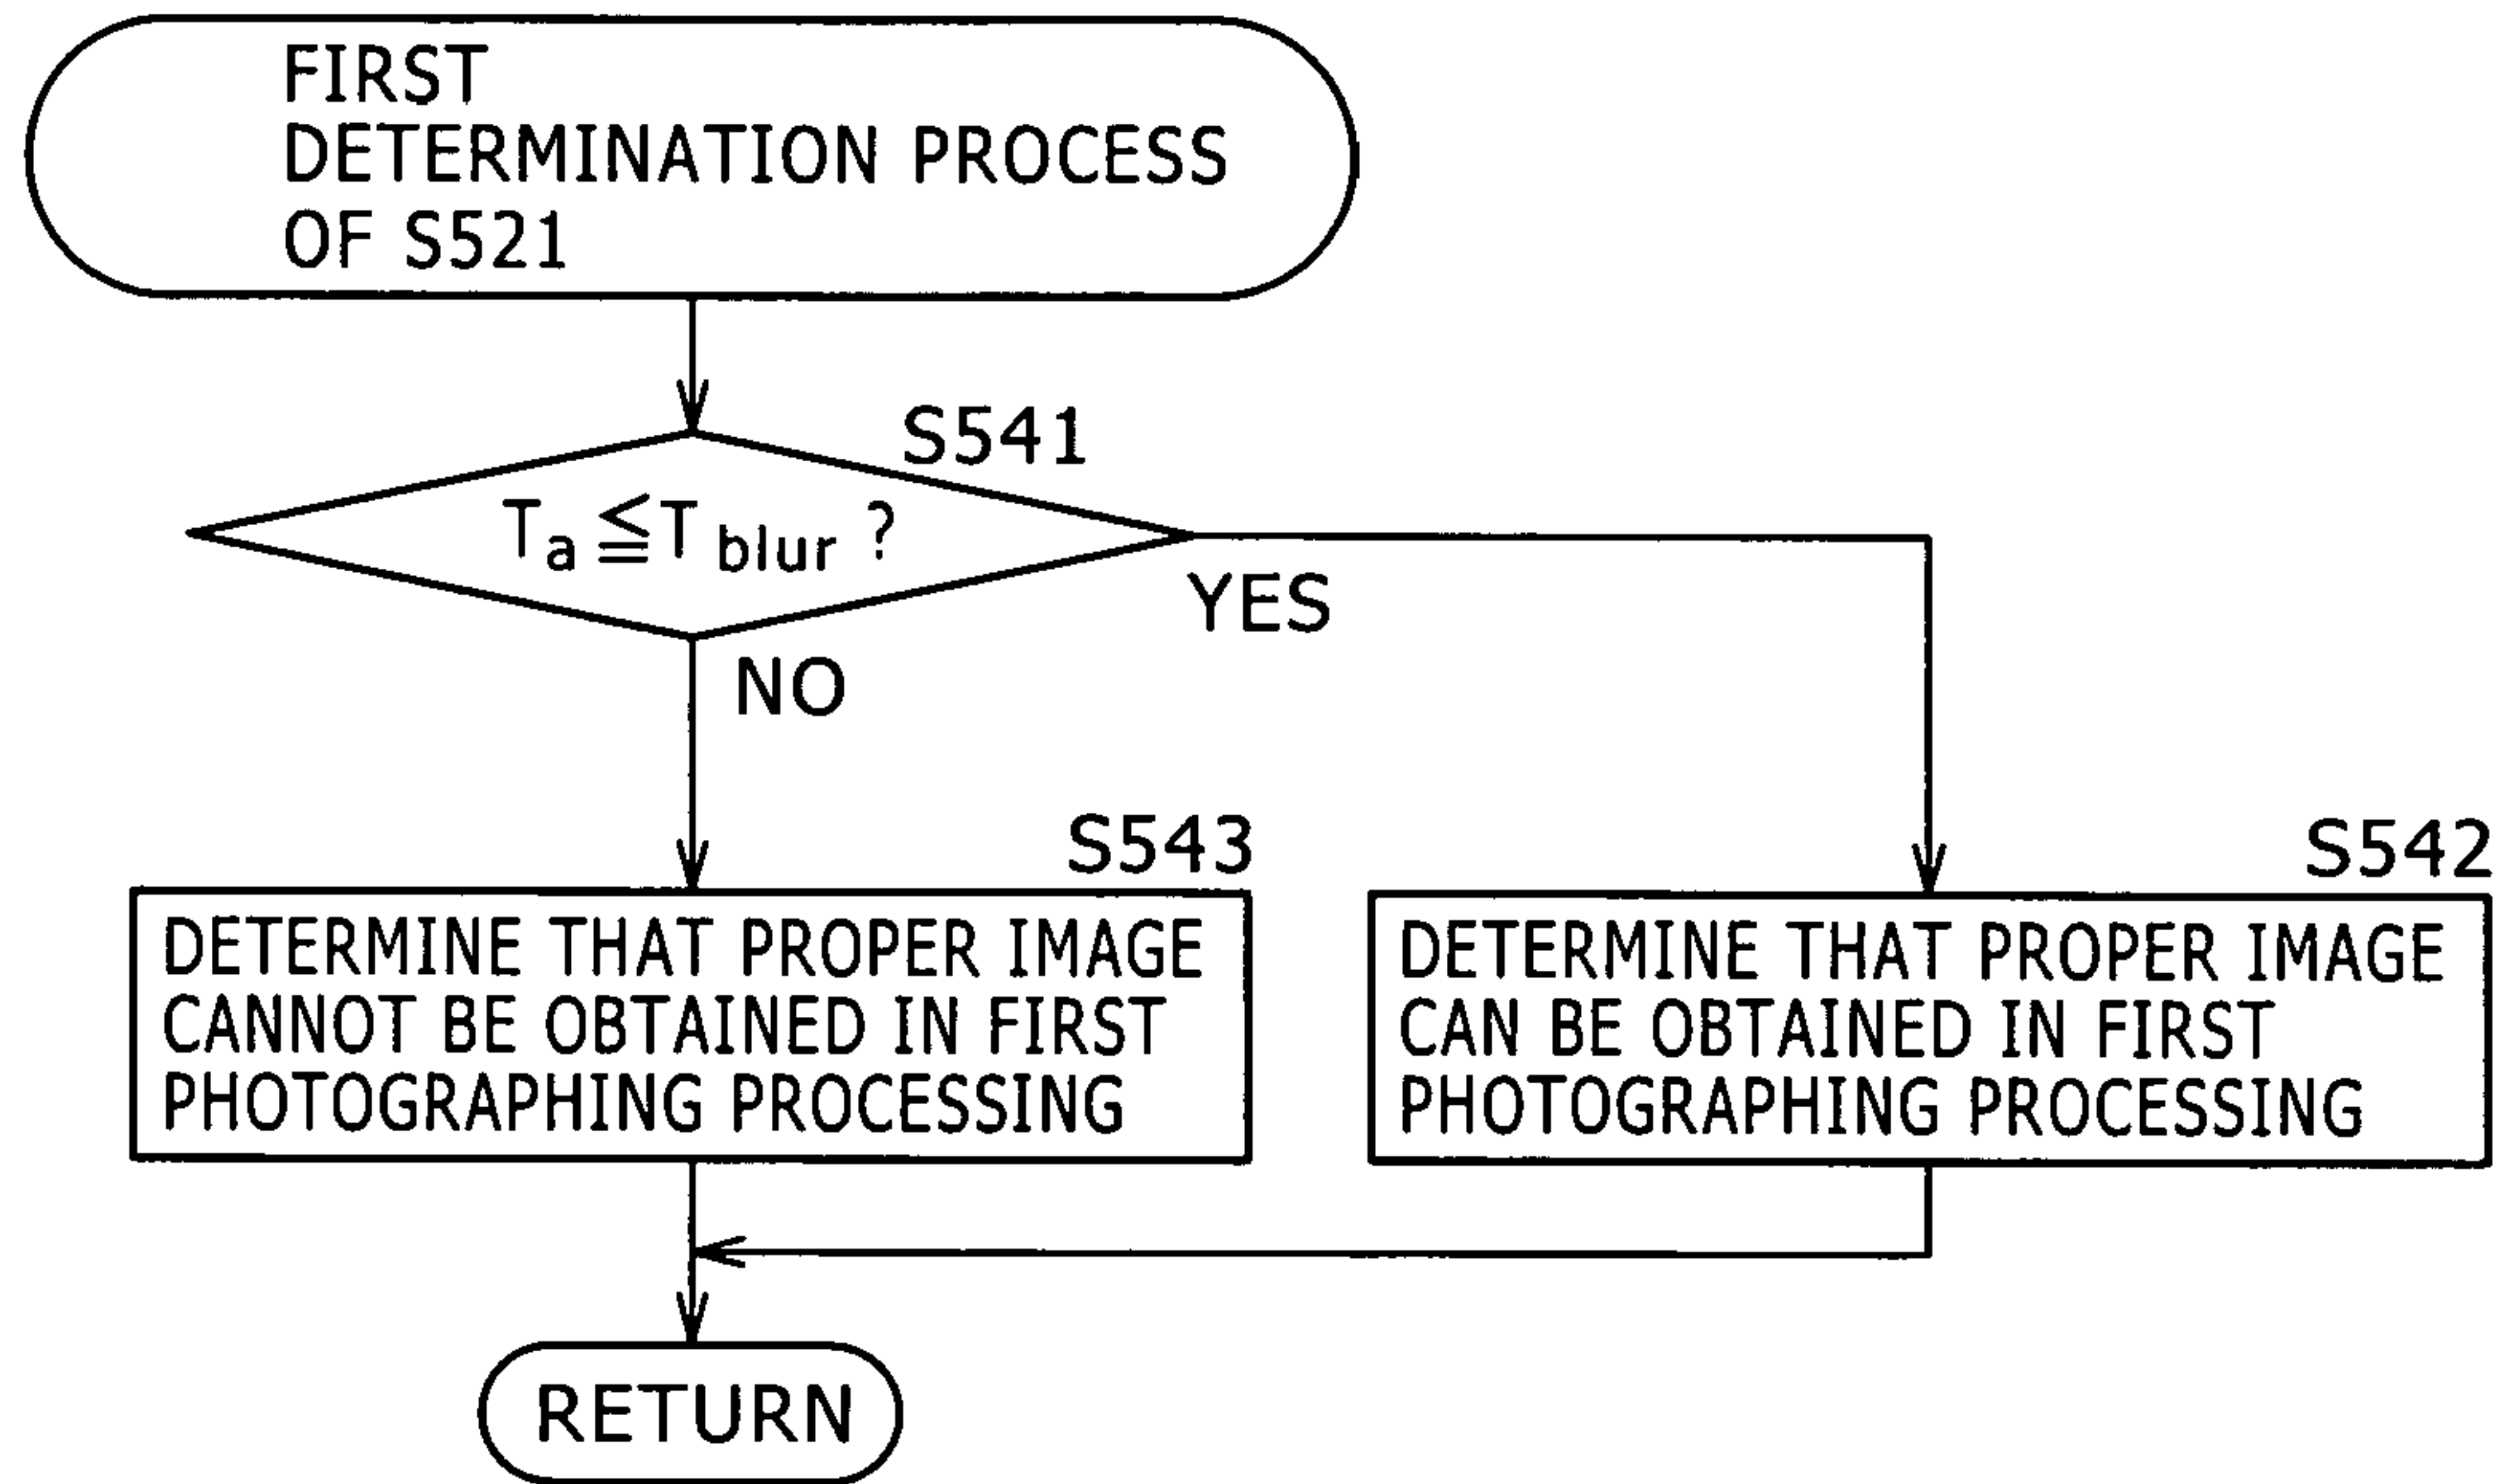 FIRST
DETERMINATION PROCESS
OF S521
S541
Ta ≦ Tblur ?
YES
NO
S543
DETERMINE THAT PROPER IMAGE
CANNOT BE OBTAINED IN FIRST
PHOTOGRAPHING PROCESSING
S542
DETERMINE THAT PROPER IMAGE
CAN BE OBTAINED IN FIRST
PHOTOGRAPHING PROCESSING
RETURN